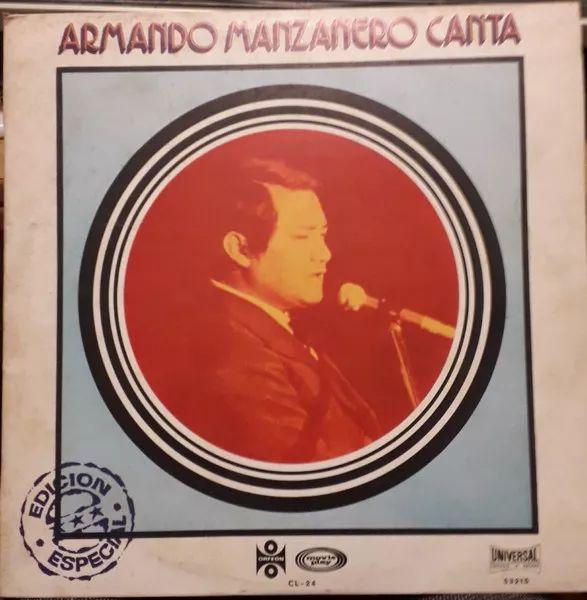 ARMANDO MANZANERO CANTA
EDICION
ESPECIAL
ORFEON
movie
play
CL-24
UNIVERSAL
53215